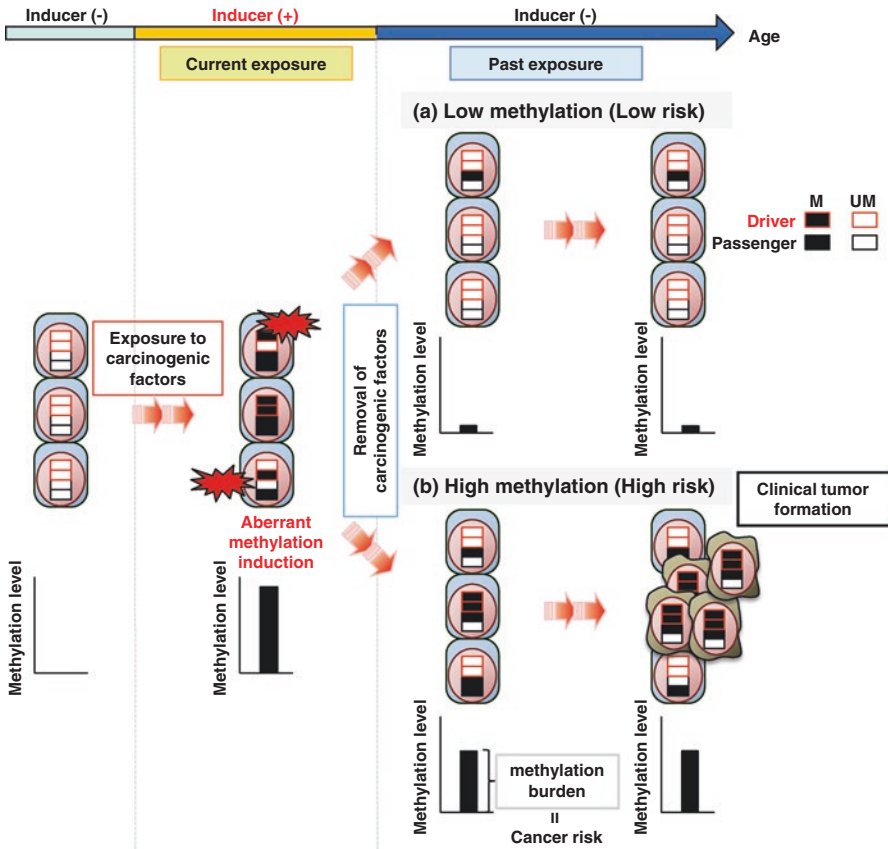 Inducer (-)
Inducer (+)
Inducer (-)
Age
Current exposure
Past exposure
(a) Low methylation (Low risk)
M
UM
Driver
Passenger
Exposure to
carcinogenic
factors
Removal of
carcinogenic factors
Methylation level
Methylation level
(b) High methylation (High risk)
Clinical tumor
formation
Aberrant
methylation
induction
Methylation level
Methylation level
Methylation level
Methylation level
methylation
burden
=
Cancer risk